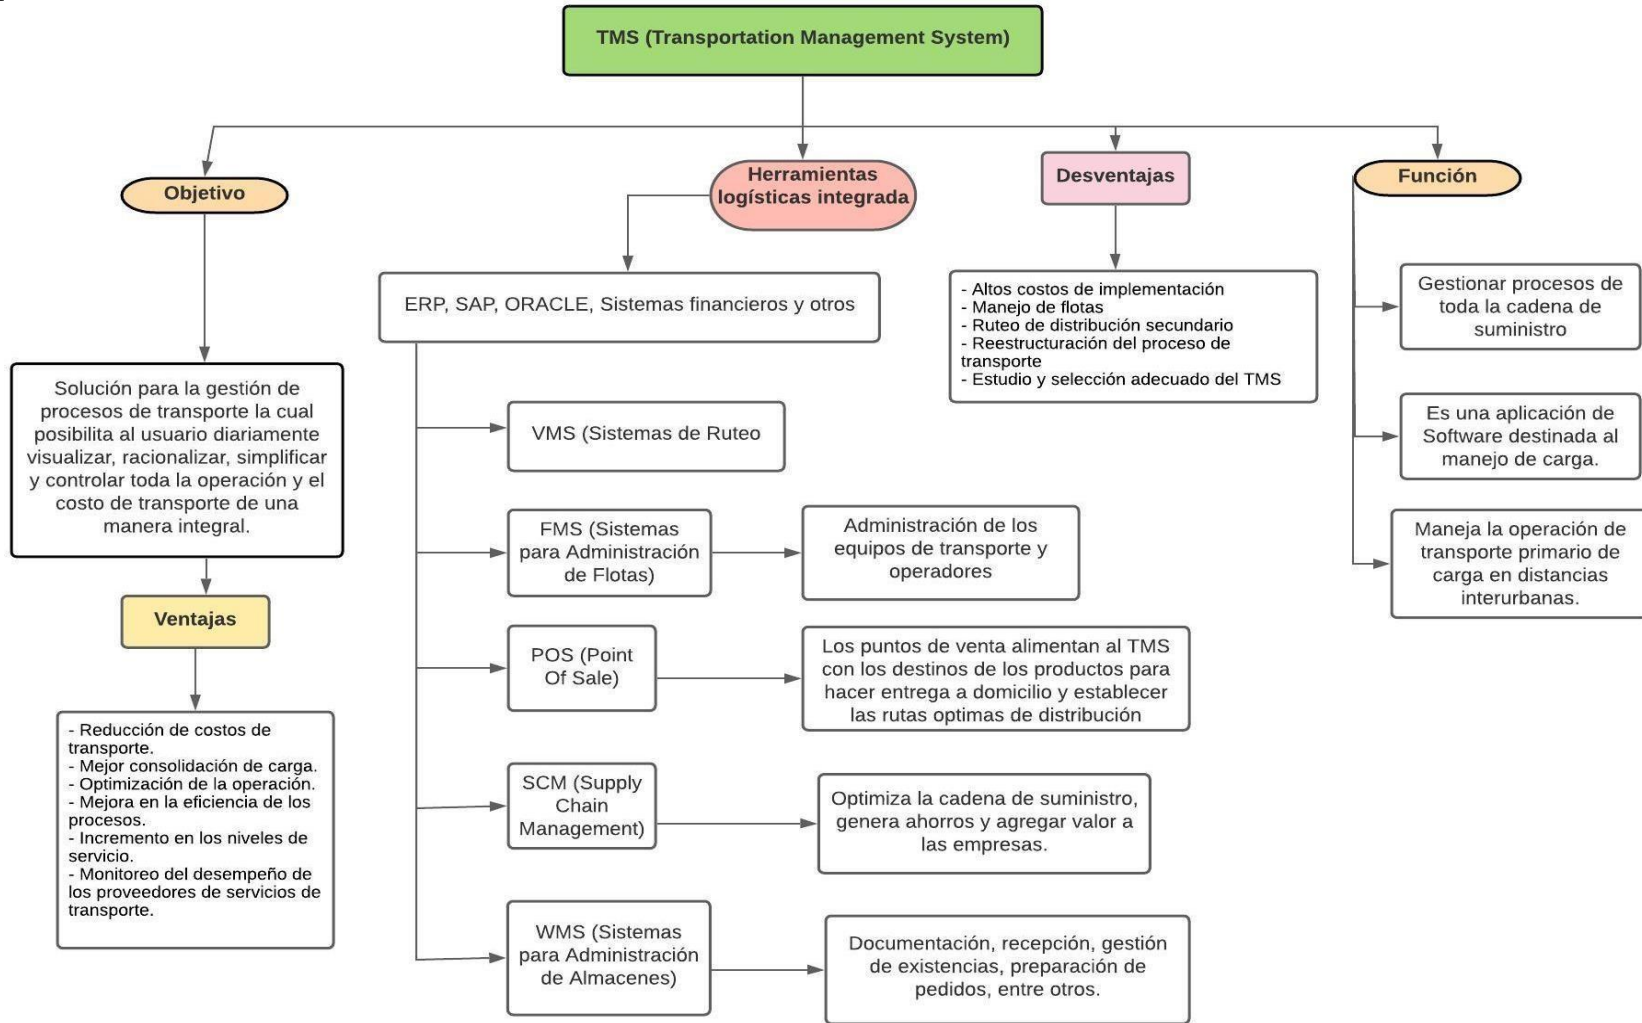 TMS (Transportation Management System)
Objetivo
Solución para la gestión de
procesos de transporte la cual
posibilita al usuario diariamente
visualizar, racionalizar, simplificar
y controlar toda la operación y el
costo de transporte de una
manera integral.
Ventajas
- Reducción de costos de
transporte.
- Mejor consolidación de carga.
- Optimización de la operación.
- Mejora en la eficiencia de los
procesos.
- Incremento en los niveles de
servicio.
- Monitoreo del desempeño de
los proveedores de servicios de
transporte.
Herramientas
logísticas integrada
ERP, SAP, ORACLE, Sistemas financieros y otros
VMS (Sistemas de Ruteo
FMS (Sistemas
para Administración
de Flotas)
Administración de los
equipos de transporte y
operadores
POS (Point
Of Sale)
Los puntos de venta alimentan al TMS
con los destinos de los productos para
hacer entrega a domicilio y establecer
las rutas optimas de distribución
SCM (Supply
Chain
Management)
Optimiza la cadena de suministro,
genera ahorros y agregar valor a
las empresas.
WMS (Sistemas
para Administración
de Almacenes)
Documentación, recepción, gestión
de existencias, preparación de
pedidos, entre otros.
Desventajas
- Altos costos de implementación
- Manejo de flotas
- Ruteo de distribución secundario
- Reestructuración del proceso de
transporte
- Estudio y selección adecuado del TMS
Función
Gestionar procesos de
toda la cadena de
suministro
Es una aplicación de
Software destinada al
manejo de carga.
Maneja la operación de
transporte primario de
carga en distancias
interurbanas.